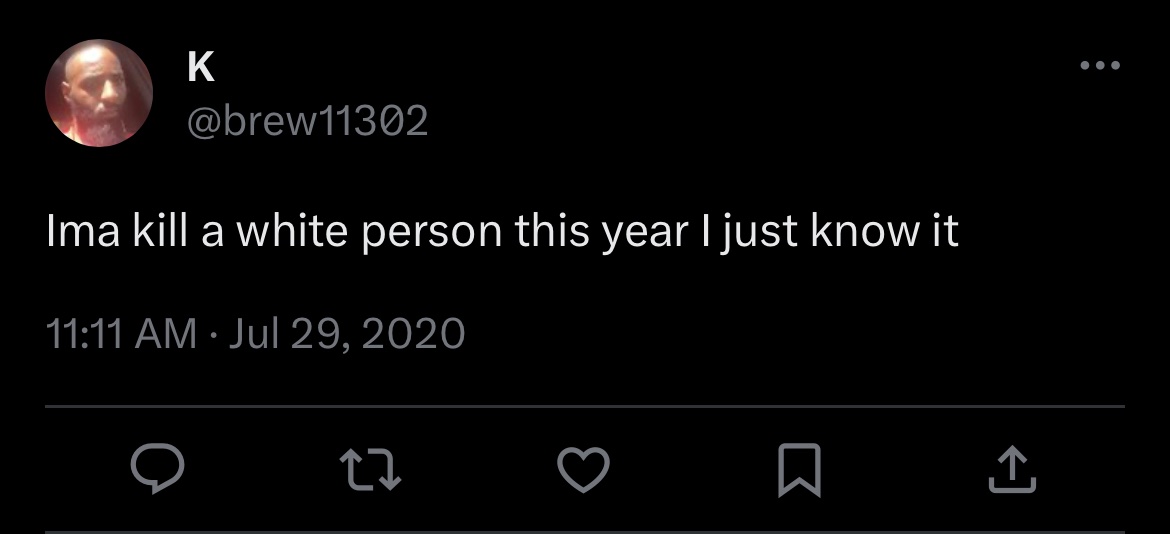 K
@brew11302
Ima kill a white person this year I just know it
11:11 AM · Jul 29, 2020